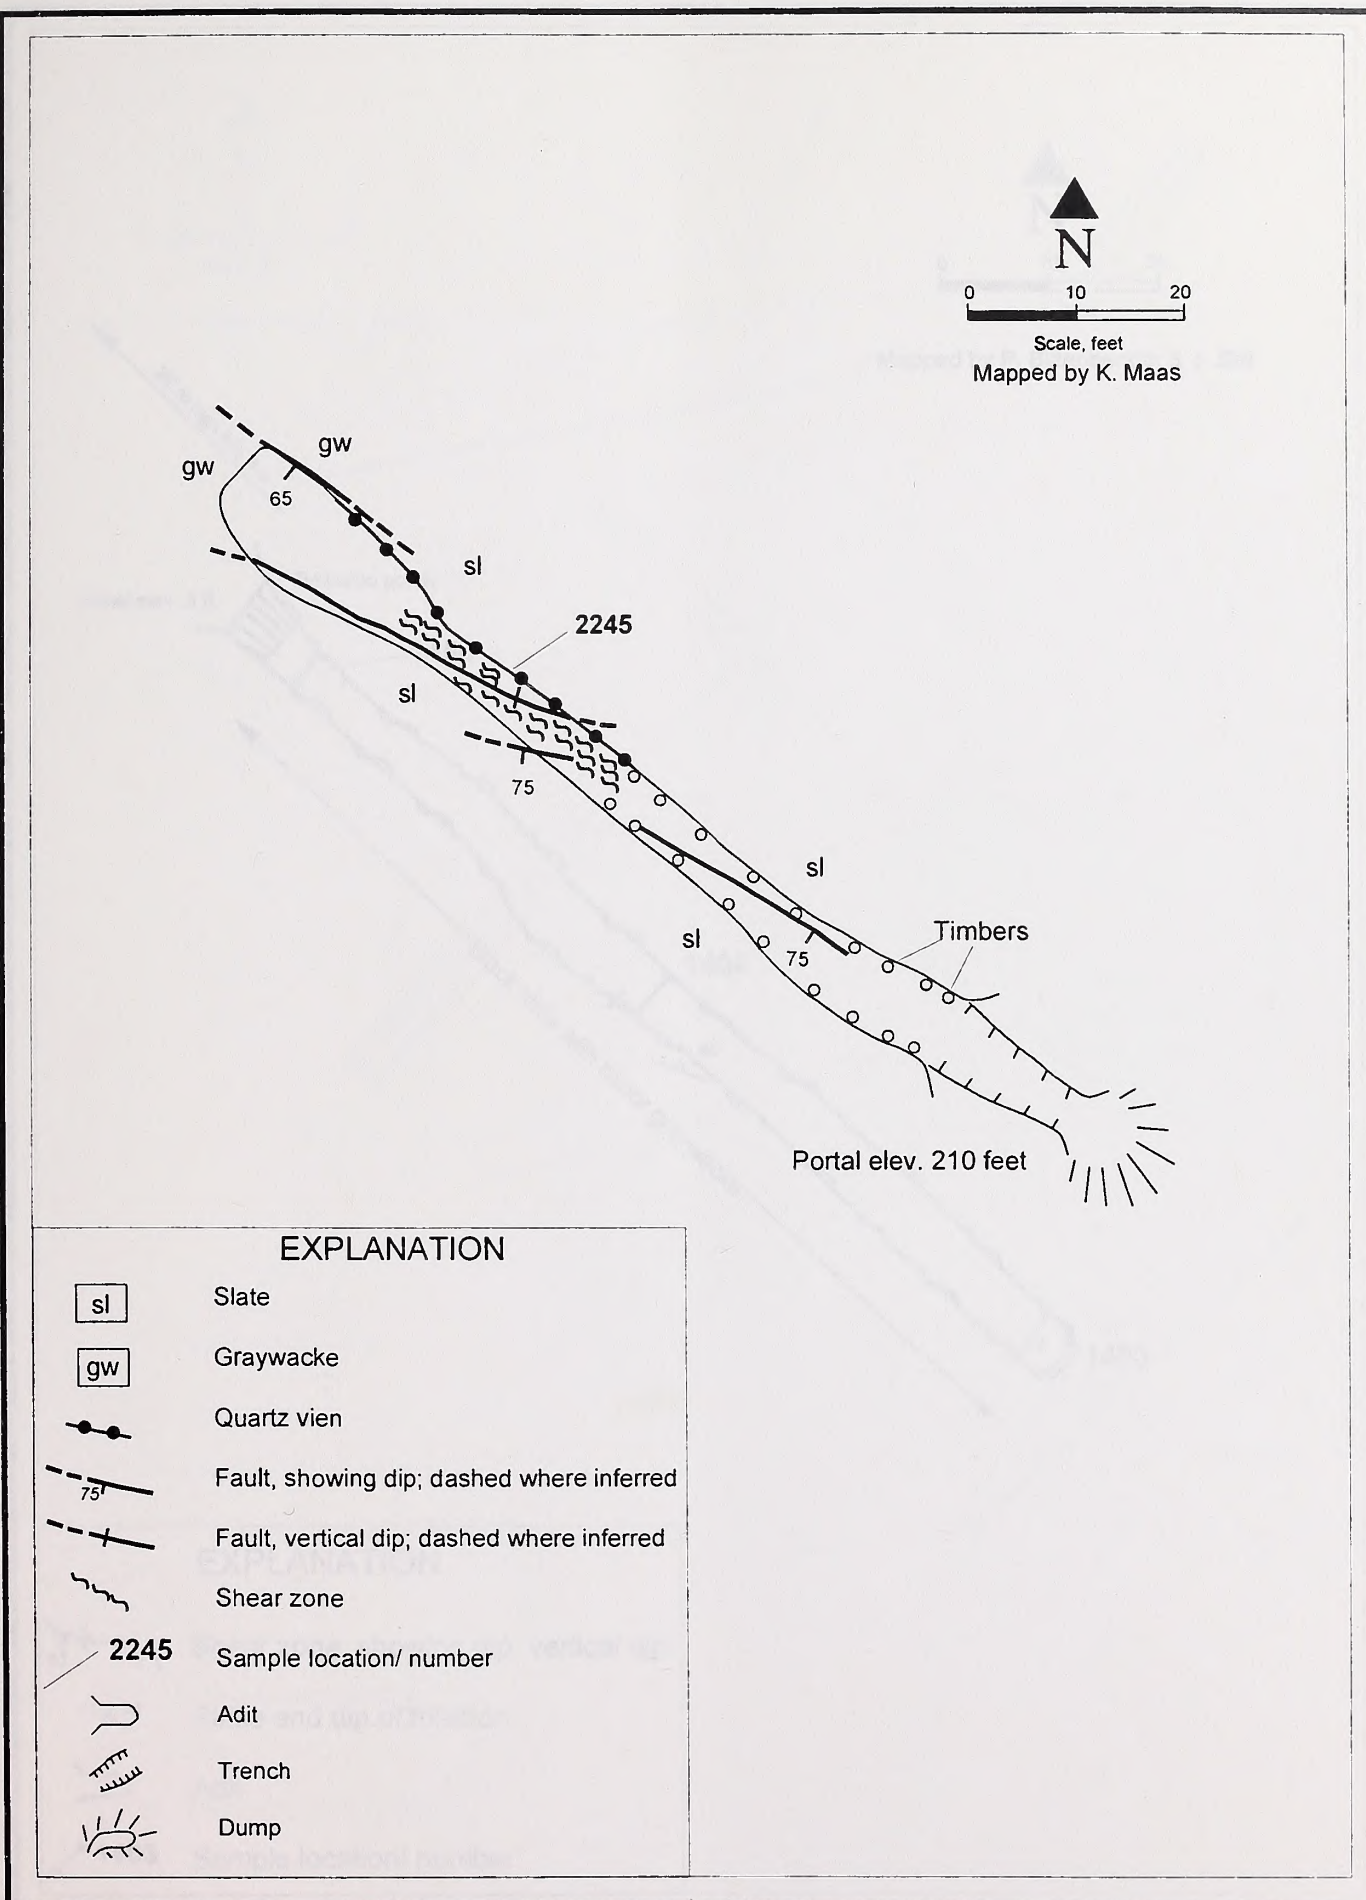 N
0 10 20
Scale, feet
Mapped by K. Maas
gw
gw
65
sl
2245
sl
75
sl
Timbers
sl
75
Portal elev. 210 feet
EXPLANATION
sl Slate
gw Graywacke
Quartz vien
75 Fault, showing dip; dashed where inferred
Fault, vertical dip; dashed where inferred
Shear zone
2245 Sample location/ number
Adit
Trench
Dump